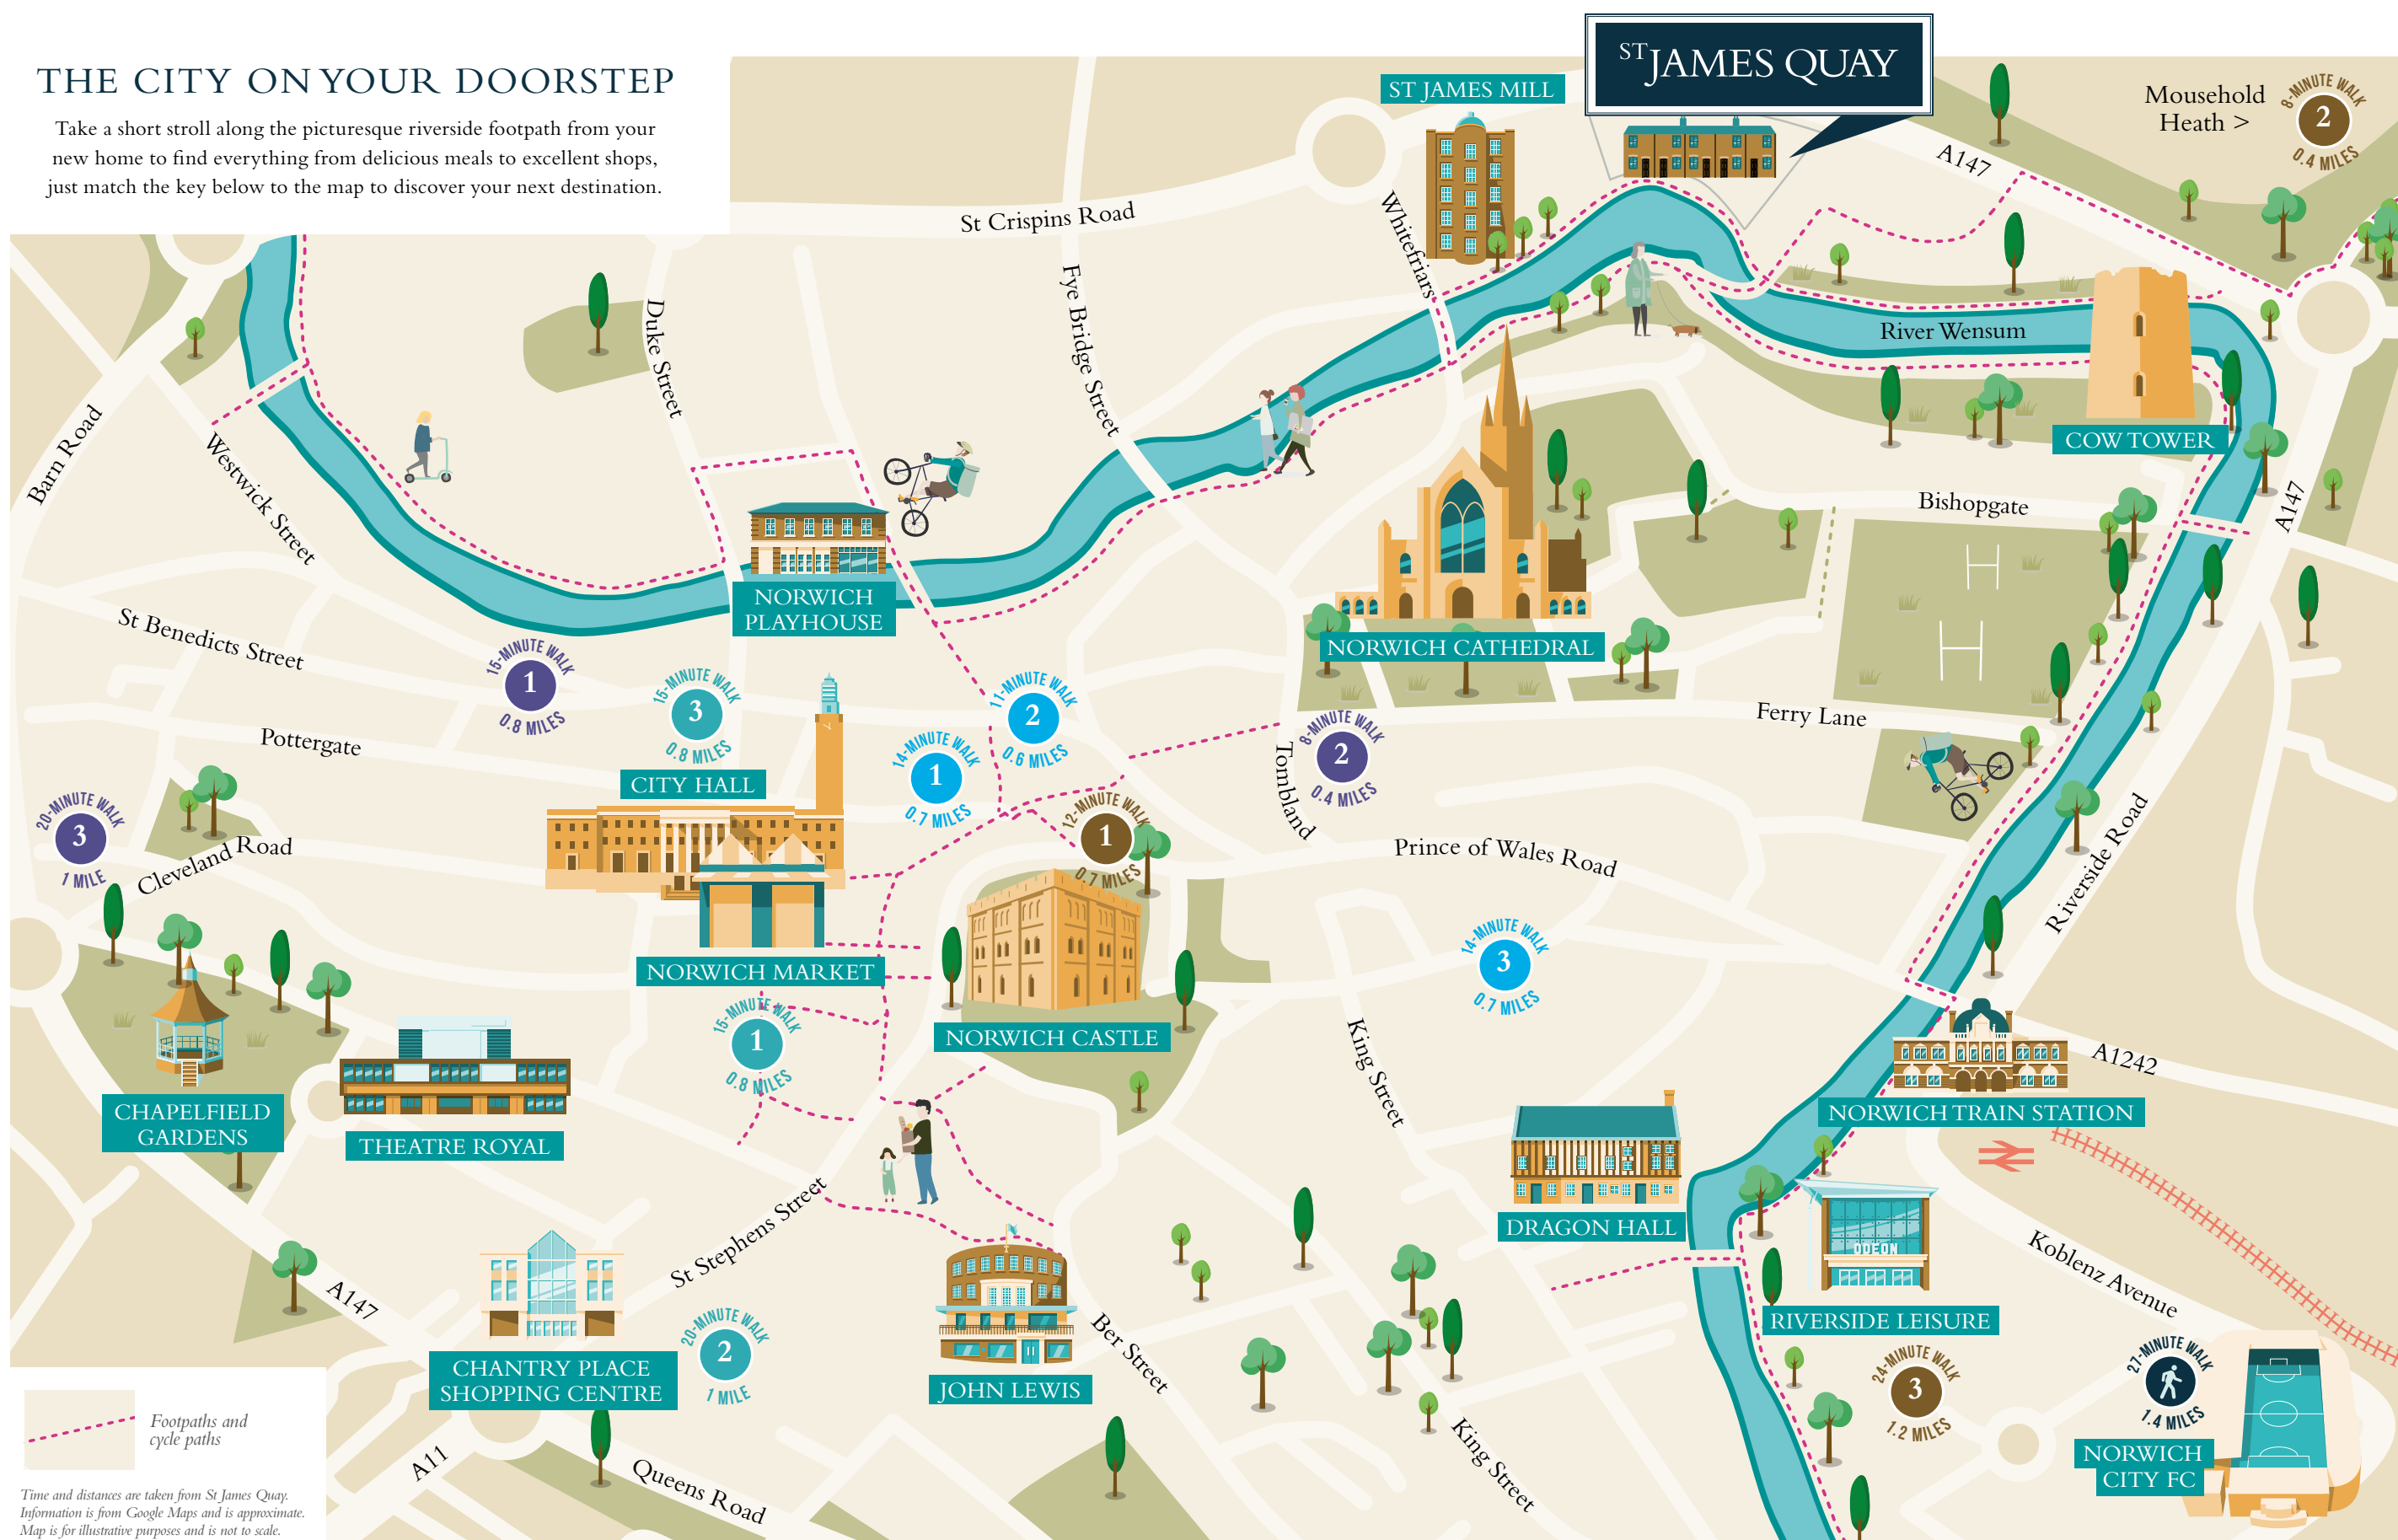 THE CITY ON YOUR DOORSTEP
Take a short stroll along the picturesque riverside footpath from your
new home to find everything from delicious meals to excellent shops,
just match the key below to the map to discover your next destination.
ST JAMES QUAY
ST JAMES MILL
Mousehold
Heath >
8-MINUTE WALK
2
0.4 MILES
A147
St Crispins Road
Whitefriars
Fye Bridge Street
Duke Street
River Wensum
COW TOWER
Barn Road
Westwick Street
Bishopgate
A147
NORWICH
PLAYHOUSE
St Benedicts Street
NORWICH CATHEDRAL
15-MINUTE WALK
1
0.8 MILES
15-MINUTE WALK
3
0.8 MILES
11-MINUTE WALK
2
0.6 MILES
Ferry Lane
Pottergate
CITY HALL
14-MINUTE WALK
1
0.7 MILES
Tombland
8-MINUTE WALK
2
0.4 MILES
20-MINUTE WALK
3
1 MILE
Cleveland Road
12-MINUTE WALK
1
0.7 MILES
Prince of Wales Road
Riverside Road
NORWICH MARKET
14-MINUTE WALK
3
0.7 MILES
15-MINUTE WALK
1
0.8 MILES
NORWICH CASTLE
King Street
A1242
CHAPELFIELD
GARDENS
THEATRE ROYAL
NORWICH TRAIN STATION
DRAGON HALL
St Stephens Street
ODEON
Koblenz Avenue
A147
RIVERSIDE LEISURE
CHANTRY PLACE
SHOPPING CENTRE
20-MINUTE WALK
2
1 MILE
JOHN LEWIS
Ber Street
24-MINUTE WALK
3
1.2 MILES
27-MINUTE WALK
1.4 MILES
NORWICH
CITY FC
King Street
A11
Queens Road
Footpaths and
cycle paths
Time and distances are taken from St James Quay.
Information is from Google Maps and is approximate.
Map is for illustrative purposes and is not to scale.